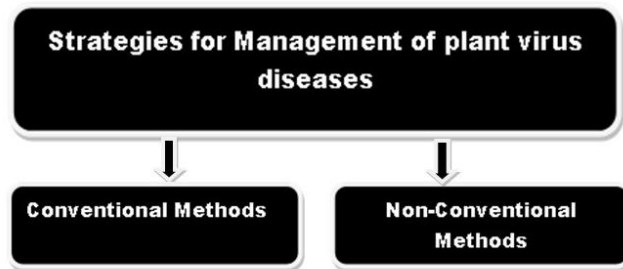 Strategies for Management of plant virus
diseases
Conventional Methods
Non-Conventional
Methods